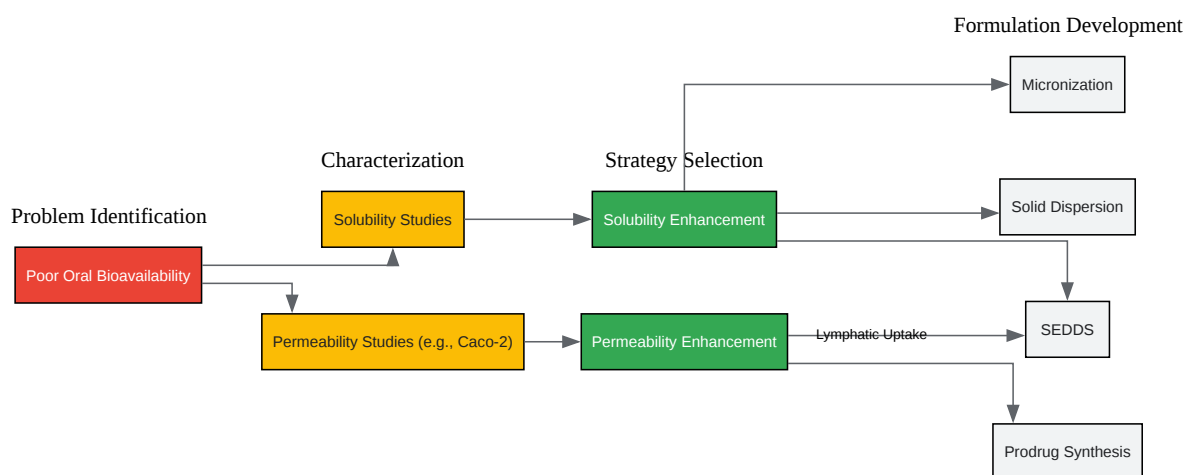 Formulation Development
Micronization
Characterization
Strategy Selection
Solubility Studies
Solubility Enhancement
Solid Dispersion
Problem Identification
Poor Oral Bioavailability
Permeability Studies (e.g., Caco-2)
Permeability Enhancement
Lymphatic Uptake
SEDDS
Prodrug Synthesis